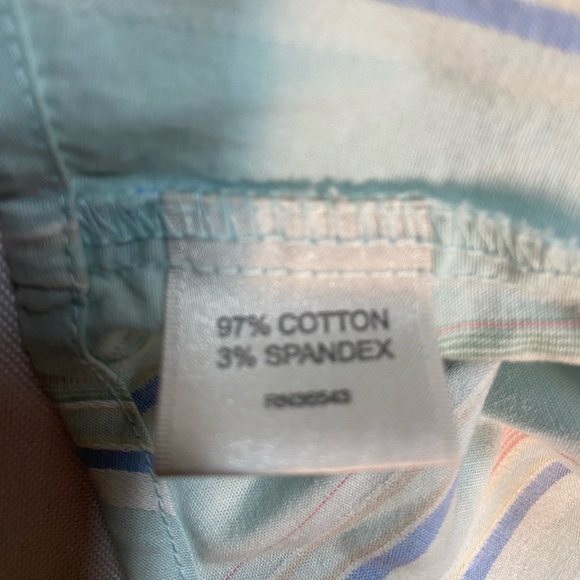 97% COTTON
3% SPANDEX
RN36543